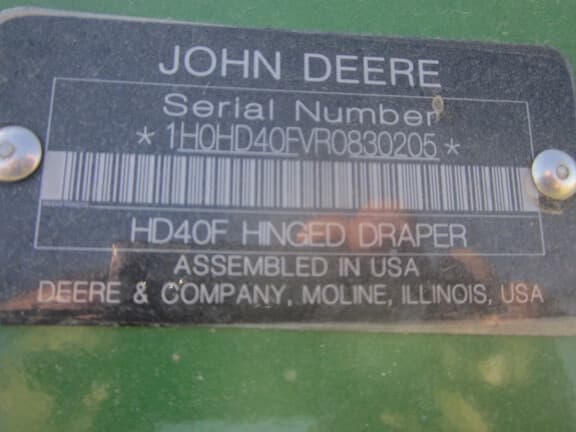 JOHN DEERE
Serial Number
*1H0HD40FVR0830205*
HD40F HINGED DRAPER
ASSEMBLED IN USA
DEERE & COMPANY, MOLINE, ILLINOIS, USA